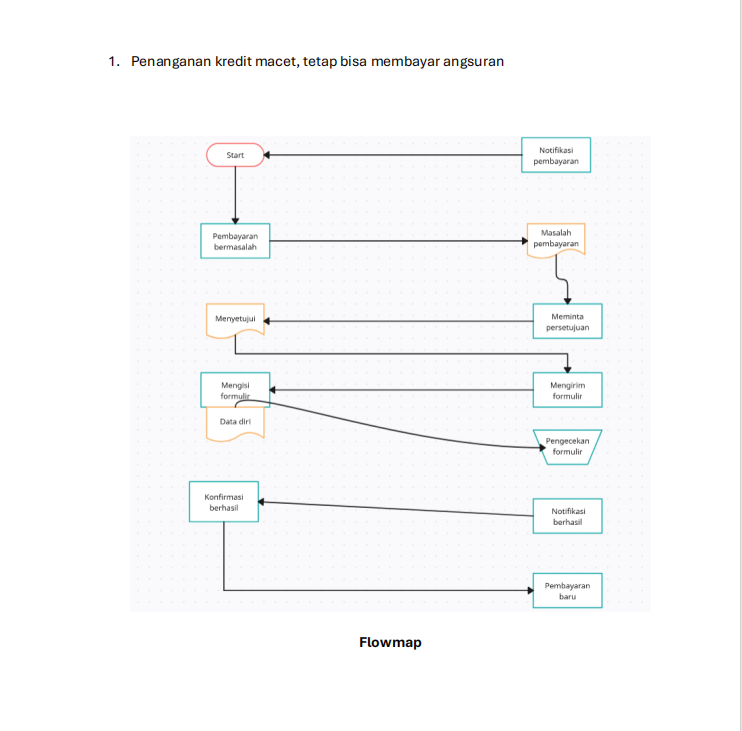 1. Penanganan kredit macet, tetap bisa membayar angsuran
Start
Notifikasi
pembayaran
Pembayaran
bermasalah
Masalah
pembayaran
Menyetujui
Meminta
persetujuan
Mengisi
formulir
Mengirim
formulir
Data diri
Pengecekan
formulir
Konfirmasi
berhasil
Notifikasi
berhasil
Pembayaran
baru
Flowmap